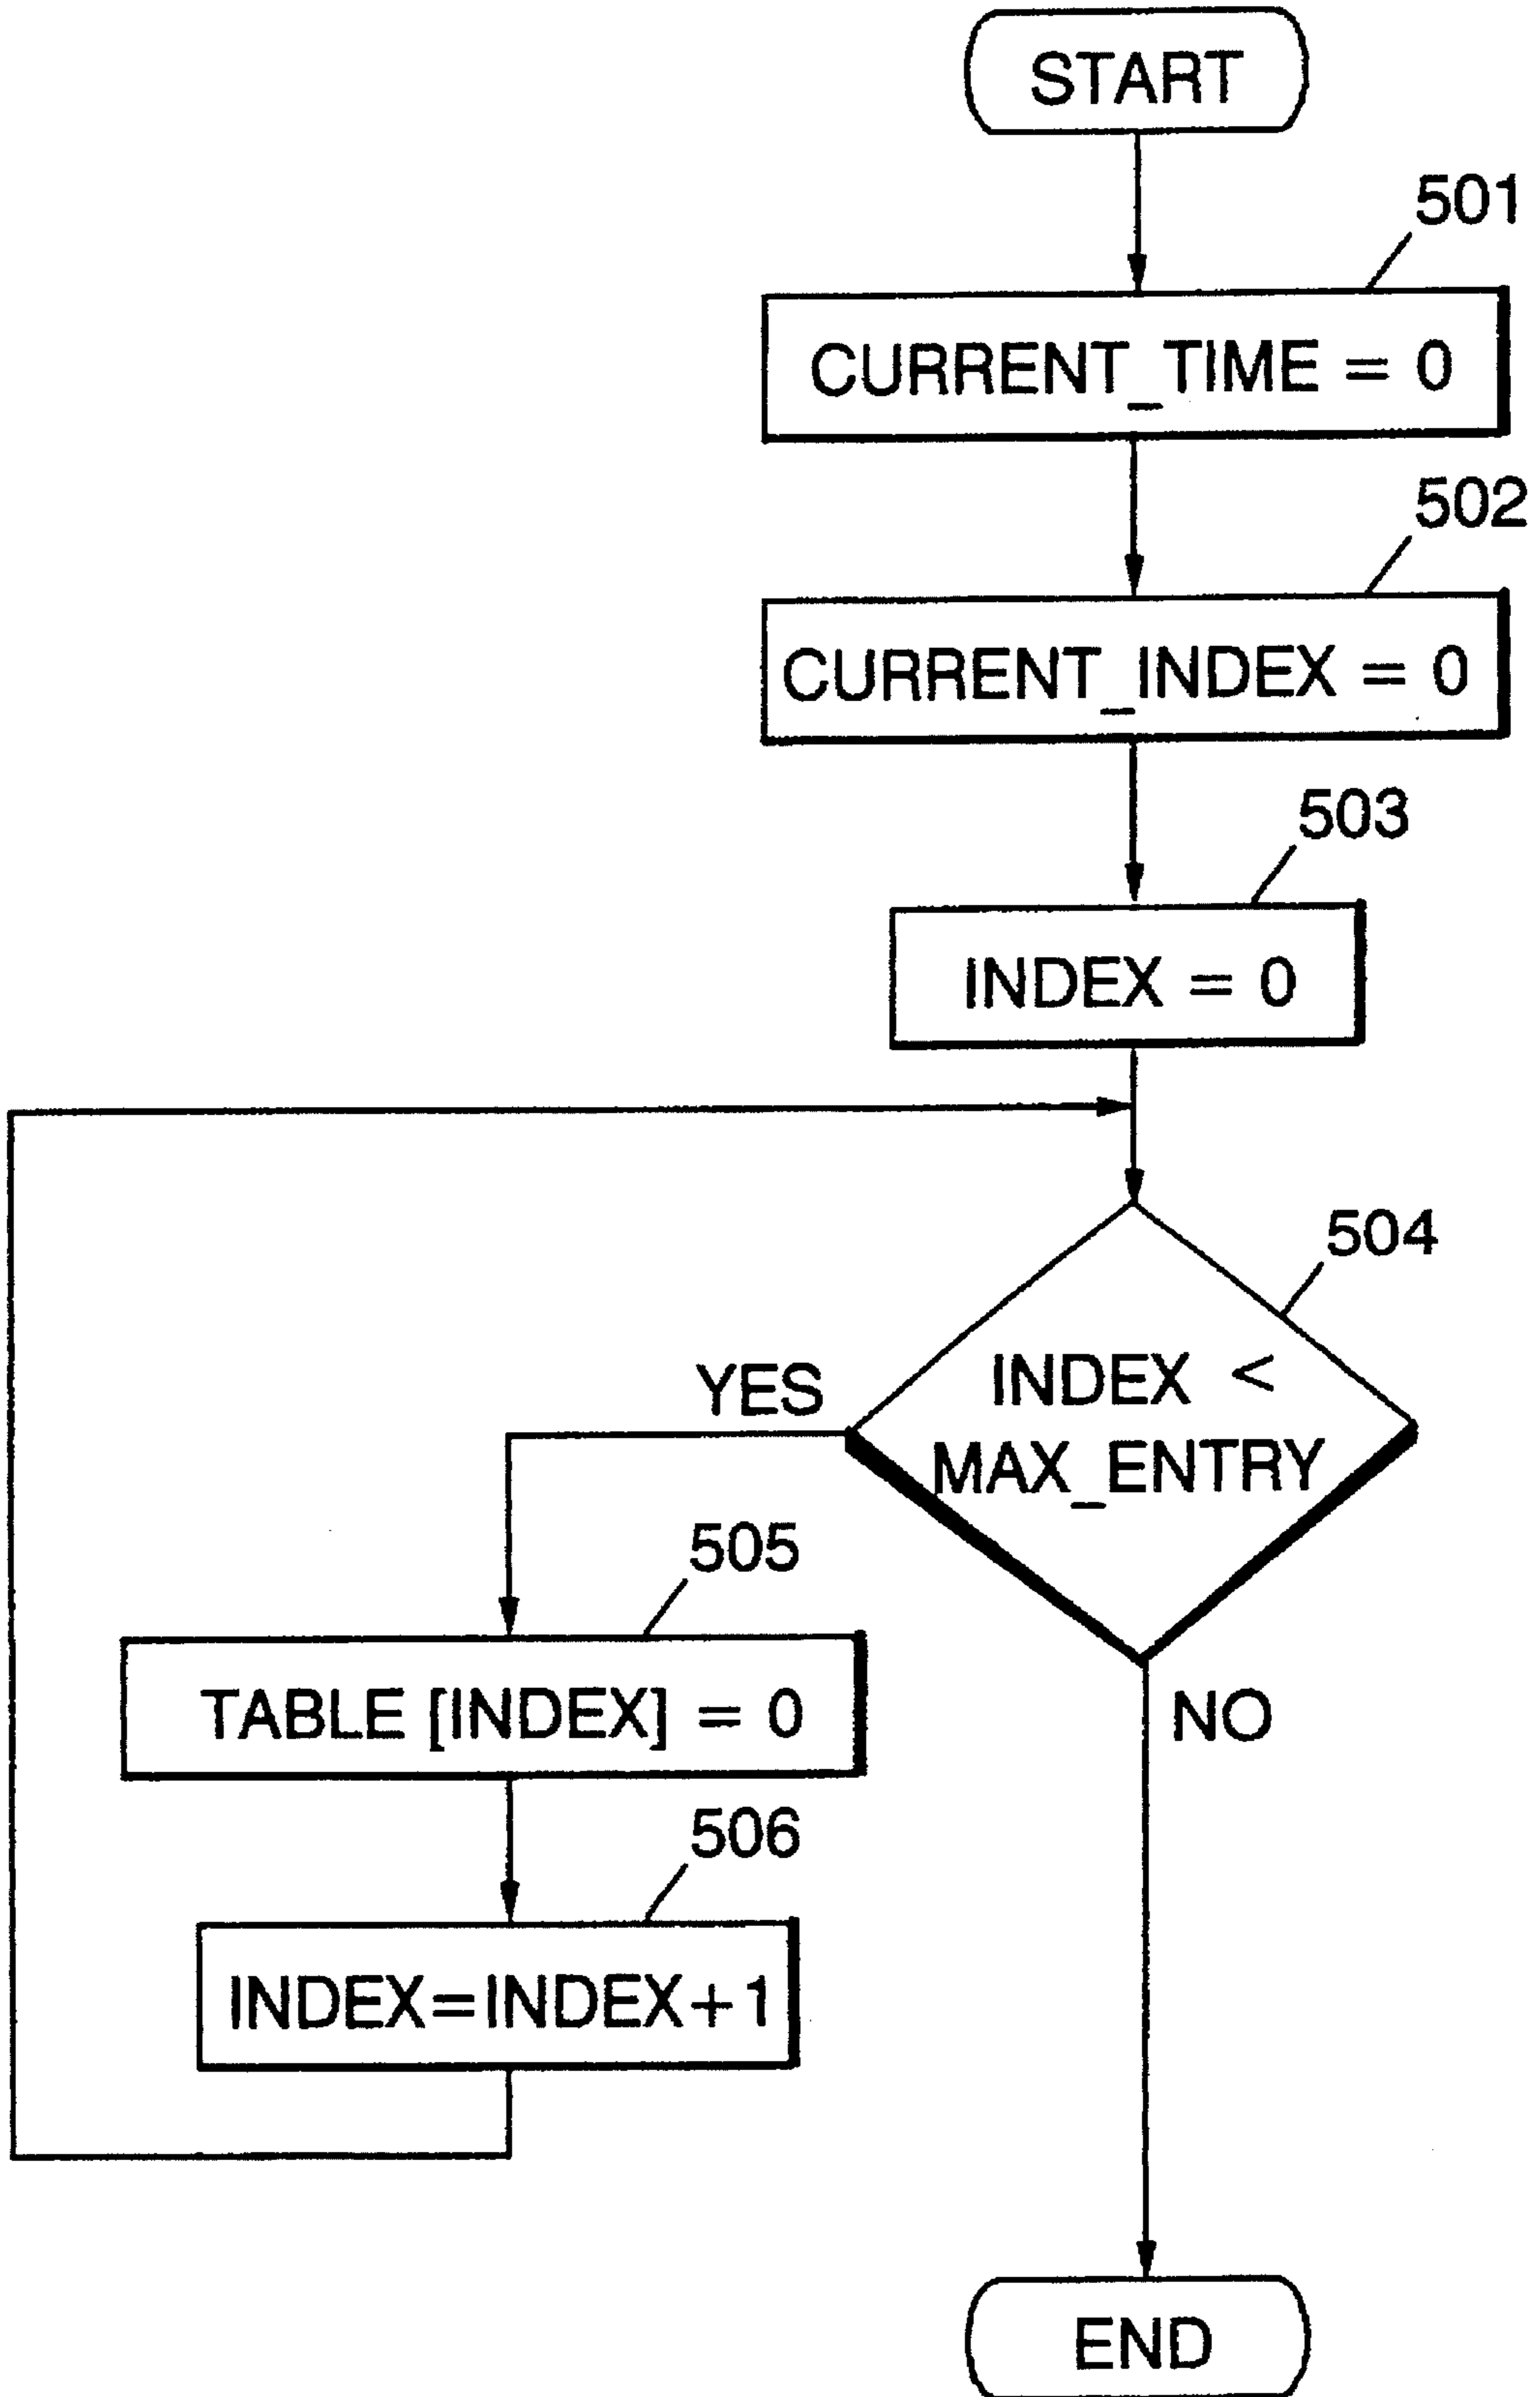 START
501
CURRENT_TIME = 0
502
CURRENT_INDEX = 0
503
INDEX = 0
504
INDEX <
MAX_ENTRY
YES
NO
505
TABLE [INDEX] = 0
506
INDEX=INDEX+1
END